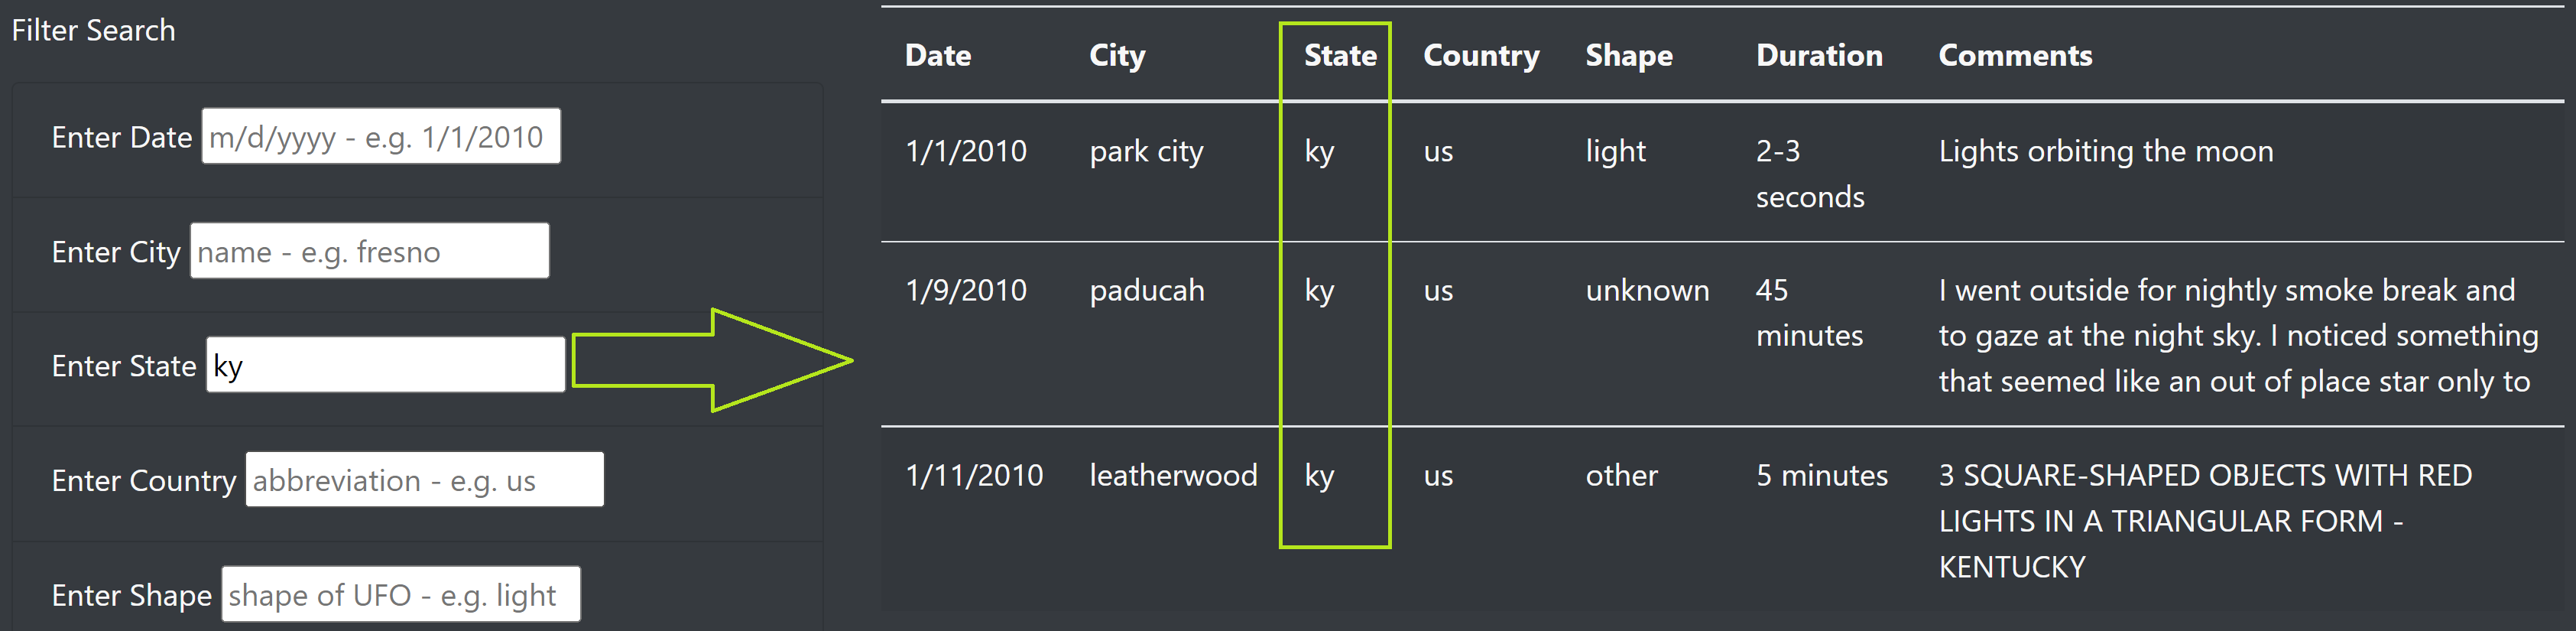 Filter Search
Enter Date m/d/yyyy - e.g. 1/1/2010
Enter City name - e.g. fresno
Enter State ky
Enter Country abbreviation - e.g. us
Enter Shape shape of UFO - e.g. light
Date City State Country Shape Duration Comments
1/1/2010 park city ky us light 2-3 Lights orbiting the moon
seconds
1/9/2010 paducah ky us unknown 45 I went outside for nightly smoke break and
minutes to gaze at the night sky. I noticed something
that seemed like an out of place star only to
1/11/2010 leatherwood ky us other 5 minutes 3 SQUARE-SHAPED OBJECTS WITH RED
LIGHTS IN A TRIANGULAR FORM -
KENTUCKY